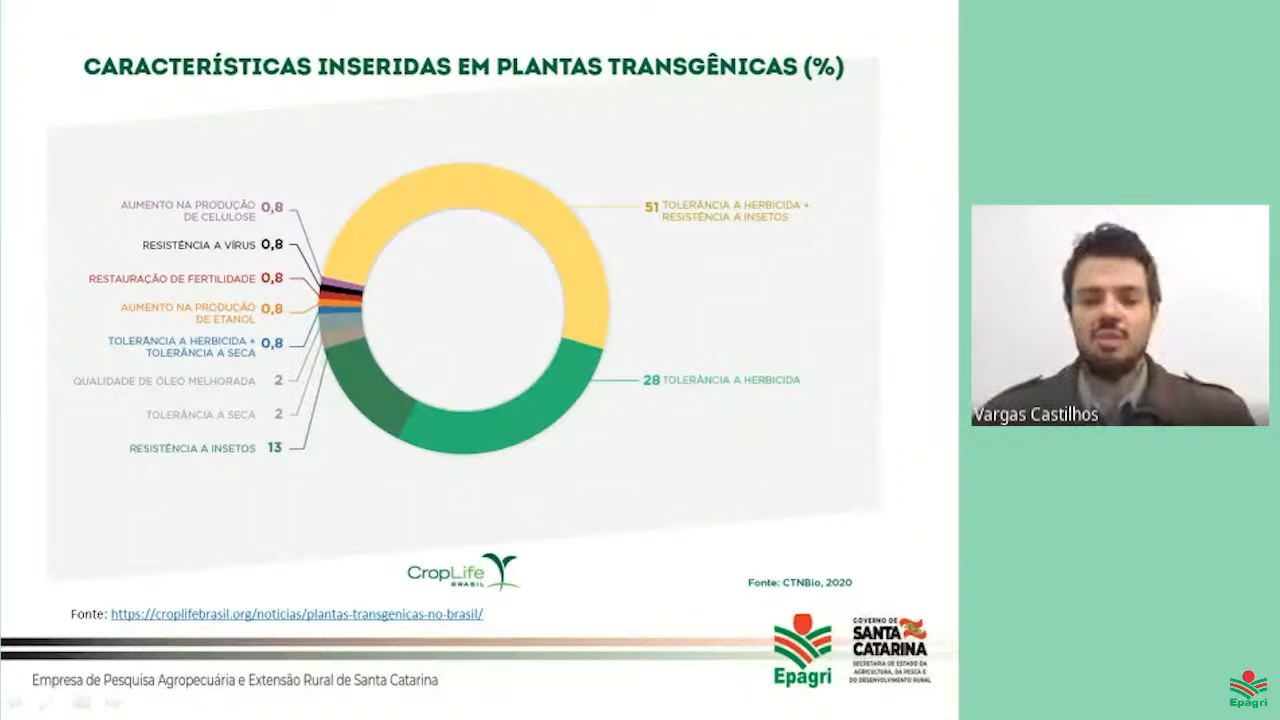 CARACTERÍSTICAS INSERIDAS EM PLANTAS TRANSGÊNICAS (%)
AUMENTO NA PRODUÇÃO
DE CELULOSE 0,8
RESISTÊNCIA A VÍRUS 0,8
RESTAURAÇÃO DE FERTILIDADE 0,8
AUMENTO NA PRODUÇÃO
DE ETANOL 0,8
TOLERÂNCIA A HERBICIDA +
TOLERÂNCIA A SECA 0,8
QUALIDADE DE ÓLEO MELHORADA 2
TOLERÂNCIA A SECA 2
RESISTÊNCIA A INSETOS 13
51 TOLERÂNCIA A HERBICIDA +
RESISTÊNCIA A INSETOS
28 TOLERÂNCIA A HERBICIDA
CropLife
BRASIL
Fonte: CTNBio, 2020
Fonte: https://croplifebrasil.org/noticias/plantas-transgenicas-no-brasil/
Empresa de Pesquisa Agropecuária e Extensão Rural de Santa Catarina
Epagri
GOVERNO DE
SANTA
CATARINA
SECRETARIA DE ESTADO DA
AGRICULTURA, DA PESCA E
DO DESENVOLVIMENTO RURAL
Vargas Castilhos
Epagri